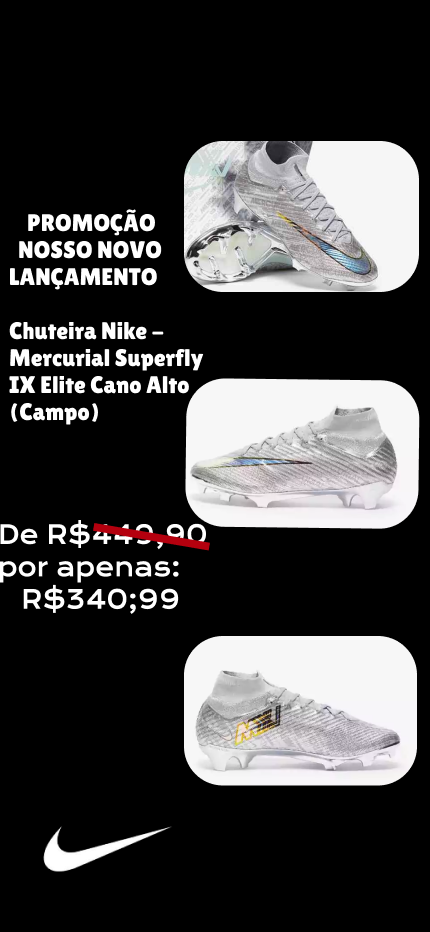 PROMOÇÃO
NOSSO NOVO
LANÇAMENTO
Chuteira Nike -
Mercurial Superfly
IX Elite Cano Alto
(Campo)
De R$449,90
por apenas:
R$340;99